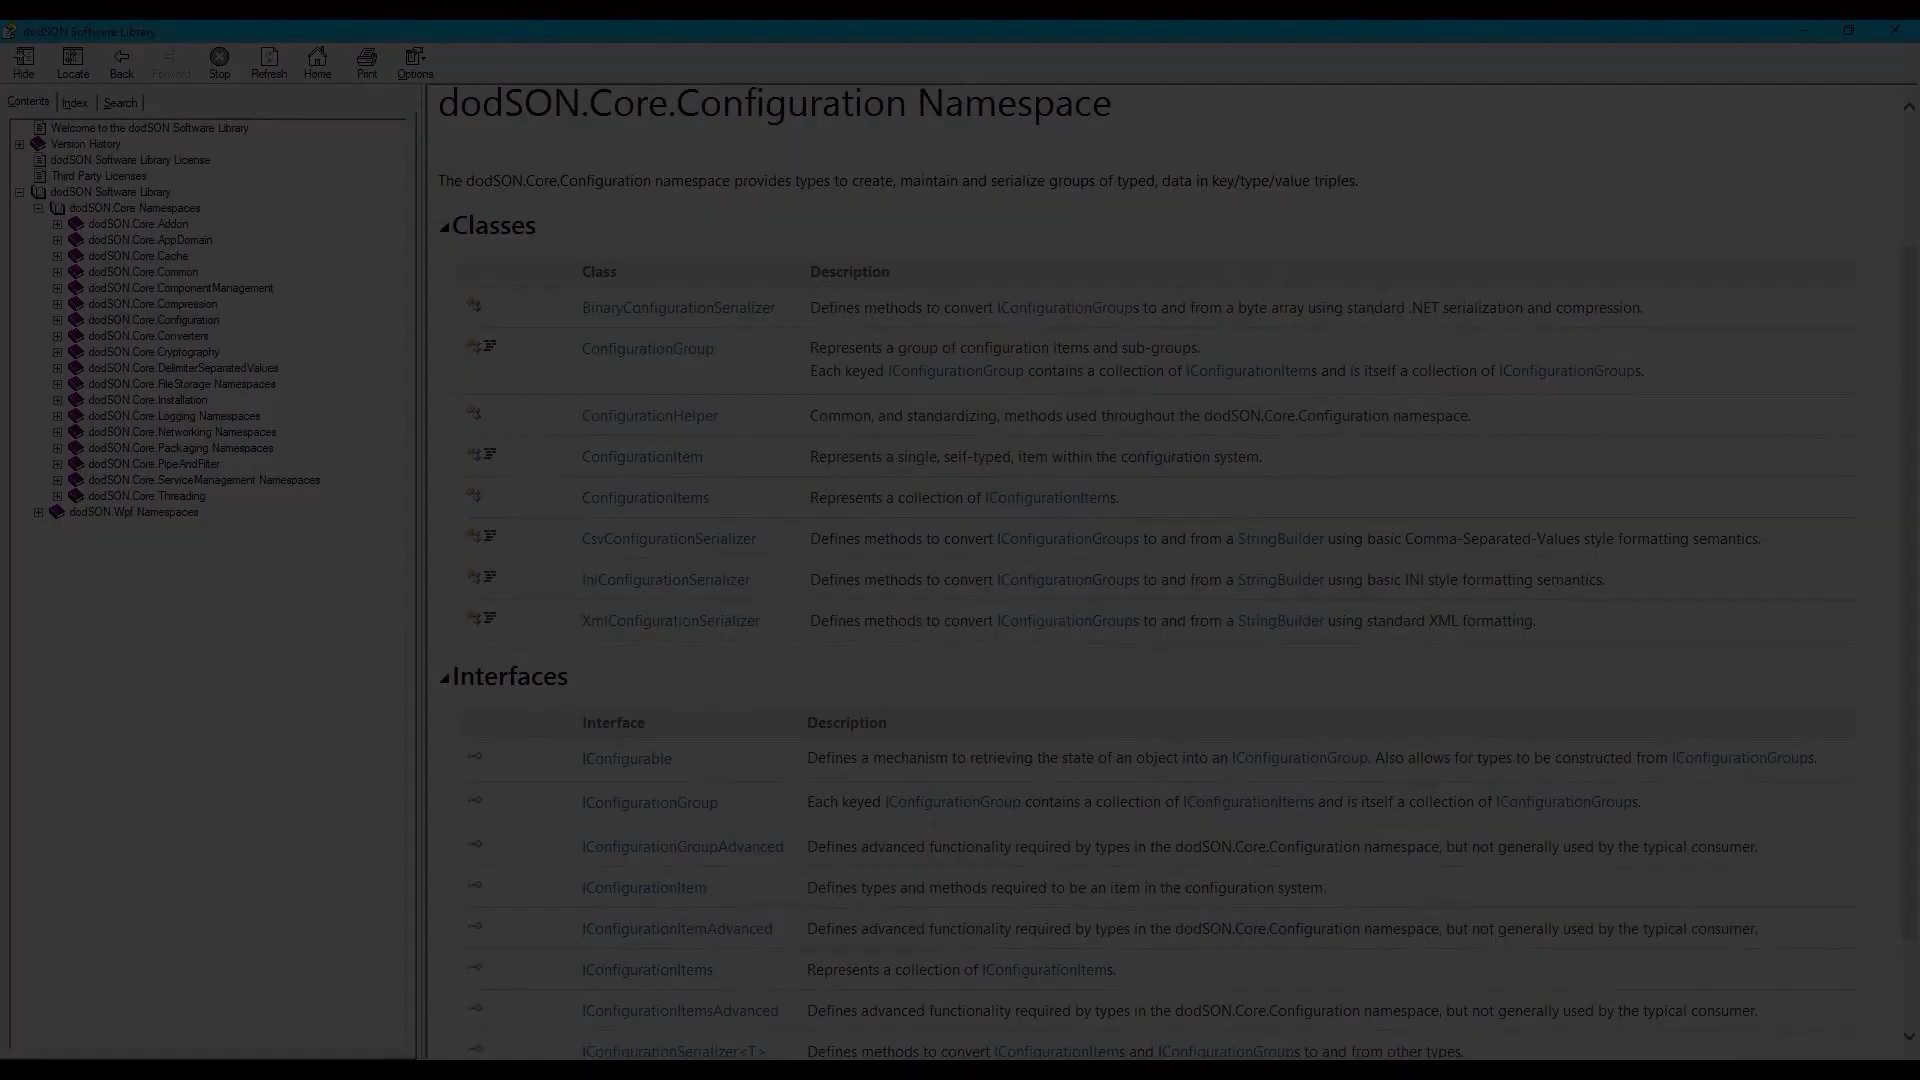 dodSON Software Library
Hide Locate Back Forward Stop Refresh Home Print Options
Contents Index Search
Welcome to the dodSON Software Library
Version History
dodSON Software Library License
Third Party Licenses
dodSON Software Library
dodSON.Core Namespaces
dodSON.Core.Addon
dodSON.Core.AppDomain
dodSON.Core.Cache
dodSON.Core.Common
dodSON.Core.ComponentManagement
dodSON.Core.Compression
dodSON.Core.Configuration
dodSON.Core.Converters
dodSON.Core.Cryptography
dodSON.Core.DelimiterSeparatedValues
dodSON.Core.FileStorage Namespaces
dodSON.Core.Installation
dodSON.Core.Logging Namespaces
dodSON.Core.Networking Namespaces
dodSON.Core.Packaging Namespaces
dodSON.Core.PipeAndFilter
dodSON.Core.ServiceManagement Namespaces
dodSON.Core.Threading
dodSON.Wpf Namespaces
dodSON.Core.Configuration Namespace
The dodSON.Core.Configuration namespace provides types to create, maintain and serialize groups of typed, data in key/type/value triples.
Classes
Class Description
BinaryConfigurationSerializer Defines methods to convert IConfigurationGroups to and from a byte array using standard .NET serialization and compression.
ConfigurationGroup Represents a group of configuration items and sub-groups.
Each keyed IConfigurationGroup contains a collection of IConfigurationItems and is itself a collection of IConfigurationGroups.
ConfigurationHelper Common, and standardizing, methods used throughout the dodSON.Core.Configuration namespace.
ConfigurationItem Represents a single, self-typed, item within the configuration system.
ConfigurationItems Represents a collection of IConfigurationItems.
CsvConfigurationSerializer Defines methods to convert IConfigurationGroups to and from a StringBuilder using basic Comma-Separated-Values style formatting semantics.
IniConfigurationSerializer Defines methods to convert IConfigurationGroups to and from a StringBuilder using basic INI style formatting semantics.
XmlConfigurationSerializer Defines methods to convert IConfigurationGroups to and from a StringBuilder using standard XML formatting.
Interfaces
Interface Description
IConfigurable Defines a mechanism to retrieving the state of an object into an IConfigurationGroup. Also allows for types to be constructed from IConfigurationGroups.
IConfigurationGroup Each keyed IConfigurationGroup contains a collection of IConfigurationItems and is itself a collection of IConfigurationGroups.
IConfigurationGroupAdvanced Defines advanced functionality required by types in the dodSON.Core.Configuration namespace, but not generally used by the typical consumer.
IConfigurationItem Defines types and methods required to be an item in the configuration system.
IConfigurationItemAdvanced Defines advanced functionality required by types in the dodSON.Core.Configuration namespace, but not generally used by the typical consumer.
IConfigurationItems Represents a collection of IConfigurationItems.
IConfigurationItemsAdvanced Defines advanced functionality required by types in the dodSON.Core.Configuration namespace, but not generally used by the typical consumer.
IConfigurationSerializer<T> Defines methods to convert IConfigurationItems and IConfigurationGroups to and from other types.